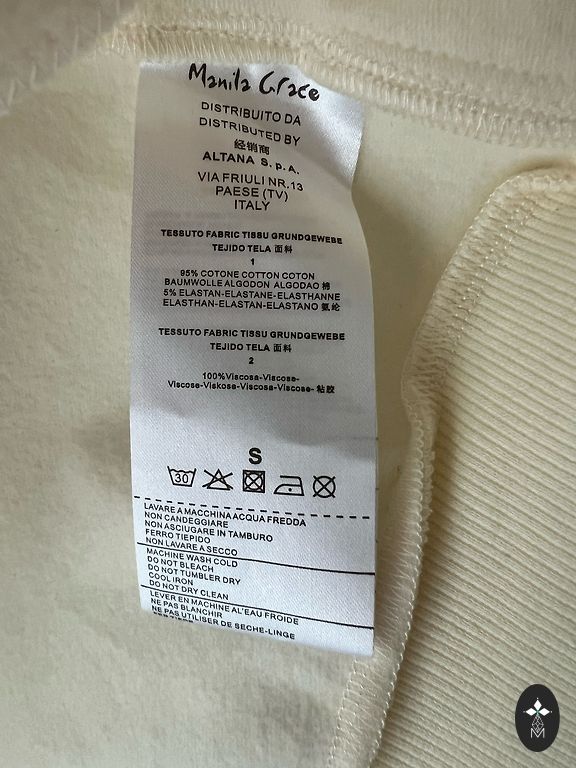 Manila Grace
DISTRIBUITO DA
DISTRIBUTED BY
经销商
ALTANA S.p.A.
VIA FRIULI NR.13
PAESE (TV)
ITALY
TESSUTO FABRIC TISSU GRUNDGEWEBE
TEJIDO TELA 面料
1
95% COTONE COTTON COTON
BAUMWOLLE ALGODON ALGODAO 棉
5% ELASTAN-ELASTANE-ELASTHANNE
ELASTHAN-ELASTAN-ELASTANO 氨纶
TESSUTO FABRIC TISSU GRUNDGEWEBE
TEJIDO TELA 面料
2
100%Viscosa-Viscose-
Viscose-Viskose-Viscosa-Viscose- 粘胶
S
30
LAVARE A MACCHINA ACQUA FREDDA
NON CANDEGGIARE
NON ASCIUGARE IN TAMBURO
FERRO TIEPIDO
NON LAVARE A SECCO
MACHINE WASH COLD
DO NOT BLEACH
DO NOT TUMBLER DRY
COOL IRON
DO NOT DRY CLEAN
LEVER EN MACHINE AL'EAU FROIDE
NE PAS BLANCHIR
NE PAS UTILISER DE SECHE-LINGE
M